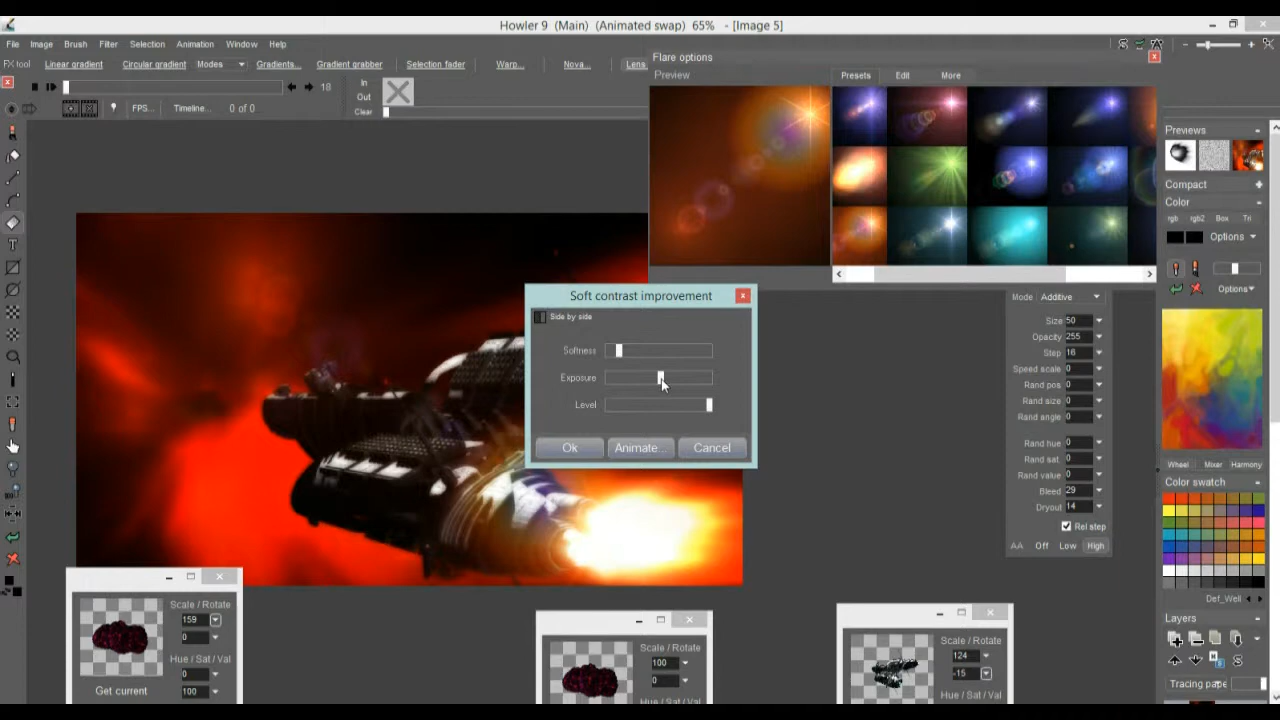 Howler 9 (Main) (Animated swap) 65% - [Image 5]
File Image Brush Filter Selection Animation Window Help
FX tool Linear gradient Circular gradient Modes Gradients... Gradient grabber Selection fader Warp... Nova... Lens
Flare options
Preview Presets Edit More
18
In
Out
Clear
FPS... Timeline... 0 of 0
Previews
Compact
Color
rgb rgb2 Box Tri
Options
Options
Soft contrast improvement
Side by side
Softness
Exposure
Level
Ok Animate... Cancel
Mode Additive
Size 50
Opacity 255
Step 16
Speed scale 0
Rand pos 0
Rand size 0
Rand angle 0
Rand hue 0
Rand sat. 0
Rand value 0
Bleed 29
Dryout 14
Rel step
AA Off Low High
Wheel Mixer Harmony
Color swatch
Def_Well
Layers
Scale / Rotate
159
0
Hue / Sat / Val
0
100
Get current
Scale / Rotate
100
0
Hue / Sat / Val
Scale / Rotate
124
-15
Hue / Sat / Val